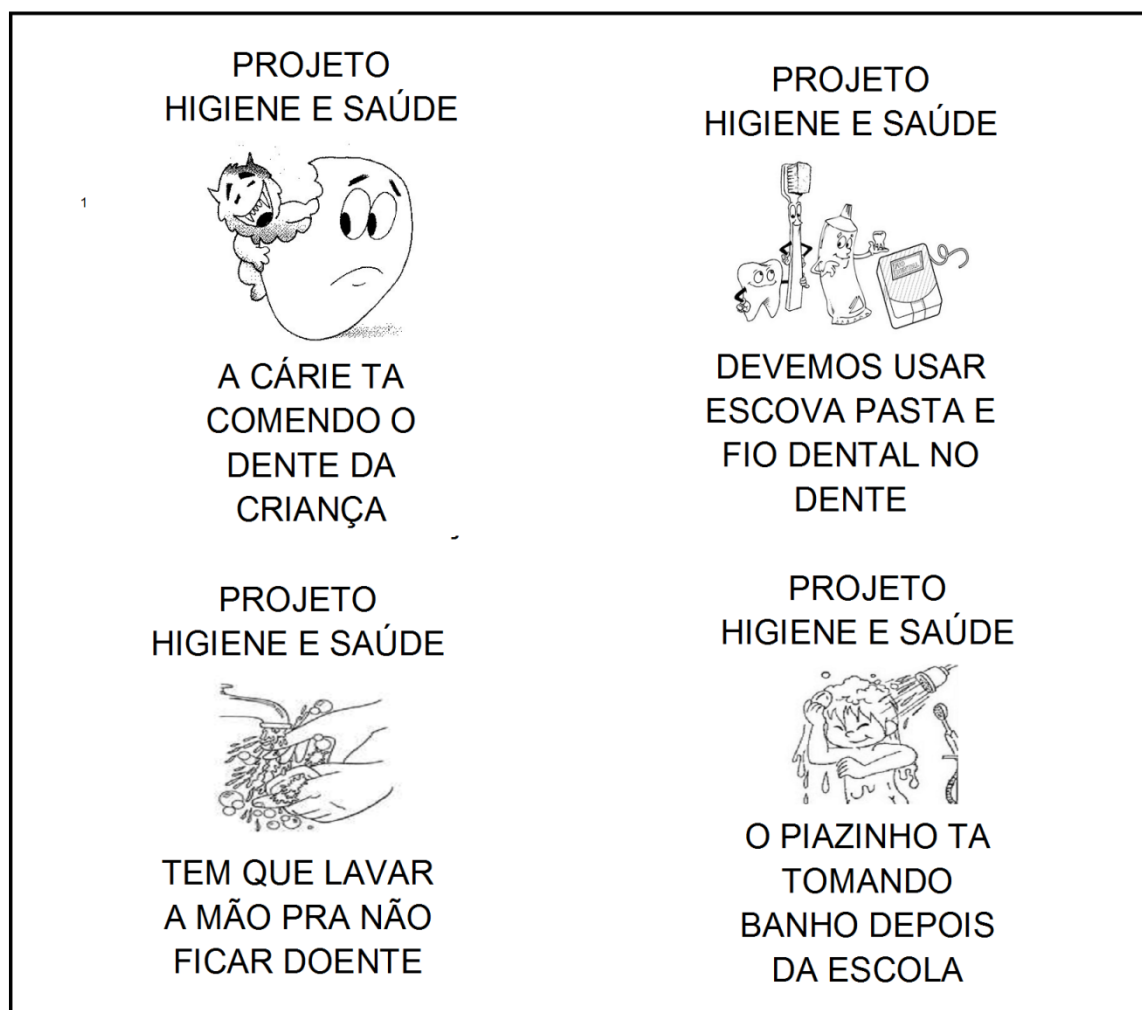 PROJETO
HIGIENE E SAÚDE
1
A CÁRIE TA
COMENDO O
DENTE DA
CRIANÇA
PROJETO
HIGIENE E SAÚDE
DEVEMOS USAR
ESCOVA PASTA E
FIO DENTAL NO
DENTE
PROJETO
HIGIENE E SAÚDE
TEM QUE LAVAR
A MÃO PRA NÃO
FICAR DOENTE
PROJETO
HIGIENE E SAÚDE
O PIAZINHO TA
TOMANDO
BANHO DEPOIS
DA ESCOLA